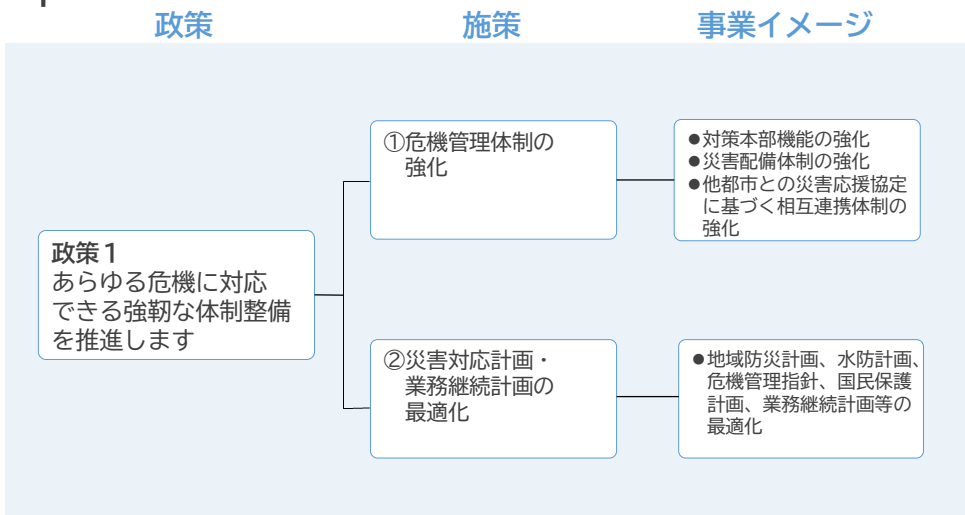 政策
施策
事業イメージ
政策１
あらゆる危機に対応
できる強靭な体制整備
を推進します
①危機管理体制の
強化
●対策本部機能の強化
●災害配備体制の強化
●他都市との災害応援協定
に基づく相互連携体制の
強化
②災害対応計画・
業務継続計画の
最適化
●地域防災計画、水防計画、
危機管理指針、国民保護
計画、業務継続計画等の
最適化